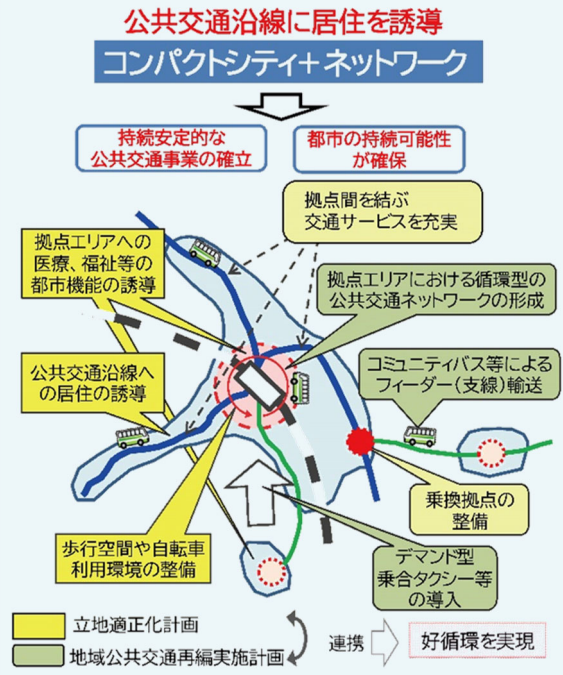 公共交通沿線に居住を誘導
コンパクトシティ＋ネットワーク
持続安定的な
公共交通事業の確立
都市の持続可能性
が確保
拠点間を結ぶ
交通サービスを充実
拠点エリアへの
医療、福祉等の
都市機能の誘導
拠点エリアにおける循環型の
公共交通ネットワークの形成
公共交通沿線へ
の居住の誘導
コミュニティバス等による
フィーダー(支線)輸送
乗換拠点の
整備
歩行空間や自転車
利用環境の整備
デマンド型
乗合タクシー等
の導入
立地適正化計画
地域公共交通再編実施計画
連携
好循環を実現